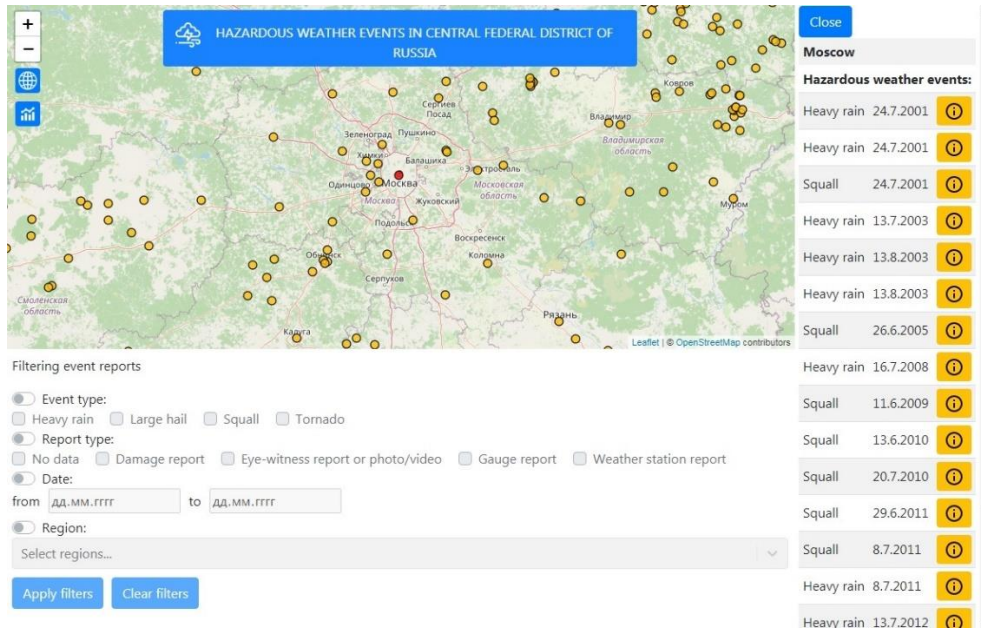 +
−
HAZARDOUS WEATHER EVENTS IN CENTRAL FEDERAL DISTRICT OF
RUSSIA
Ковров
Сергиев
Посад
Владимир
Зеленоград Пушкино
Владимирская
область
Химки
Балашиха
Электросталь
Одинцово Москва
Московская
область
Москва
Жуковский
Муром
Подольск
Воскресенск
Обнинск
Коломна
Серпухов
Смоленская
область
Рязань
Калуга
Leaflet | © OpenStreetMap contributors
Filtering event reports
Event type:
Heavy rain Large hail Squall Tornado
Report type:
No data Damage report Eye-witness report or photo/video Gauge report Weather station report
Date:
from дд.мм.гггг to дд.мм.гггг
Region:
Select regions...
Apply filters Clear filters
Close
Moscow
Hazardous weather events:
Heavy rain 24.7.2001
Heavy rain 24.7.2001
Squall 24.7.2001
Heavy rain 13.7.2003
Heavy rain 13.8.2003
Heavy rain 13.8.2003
Squall 26.6.2005
Heavy rain 16.7.2008
Squall 11.6.2009
Squall 13.6.2010
Squall 20.7.2010
Squall 29.6.2011
Squall 8.7.2011
Heavy rain 8.7.2011
Heavy rain 13.7.2012